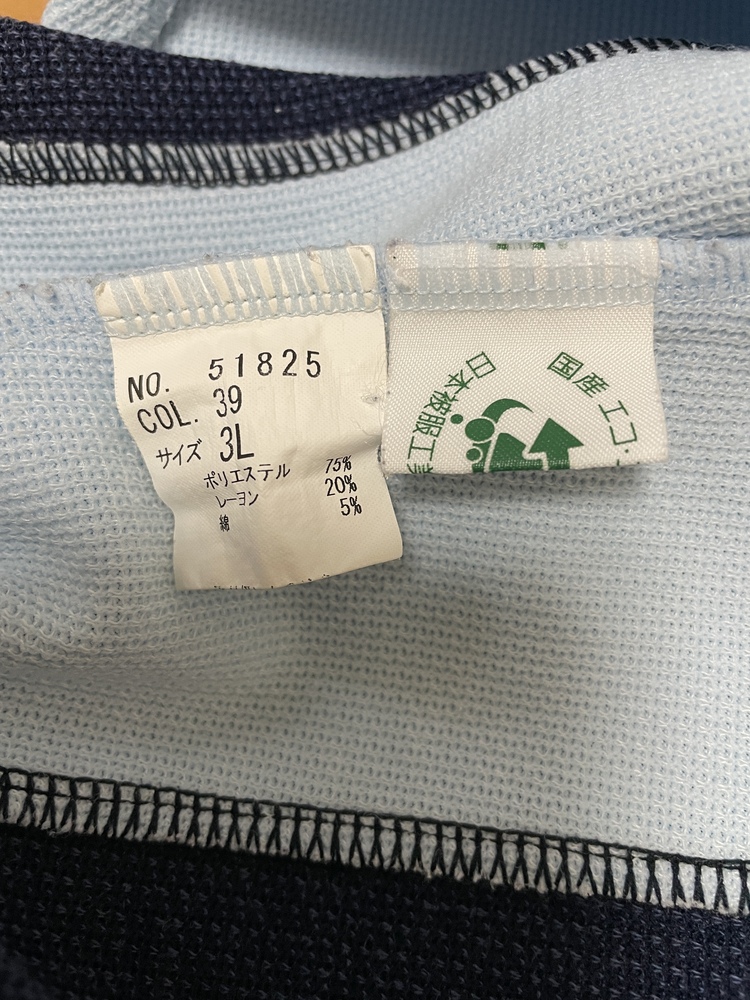 NO. 51825
COL. 39
サイズ 3L
ポリエステル 75%
レーヨン 20%
綿 5%
日本被服工
国産エコ・